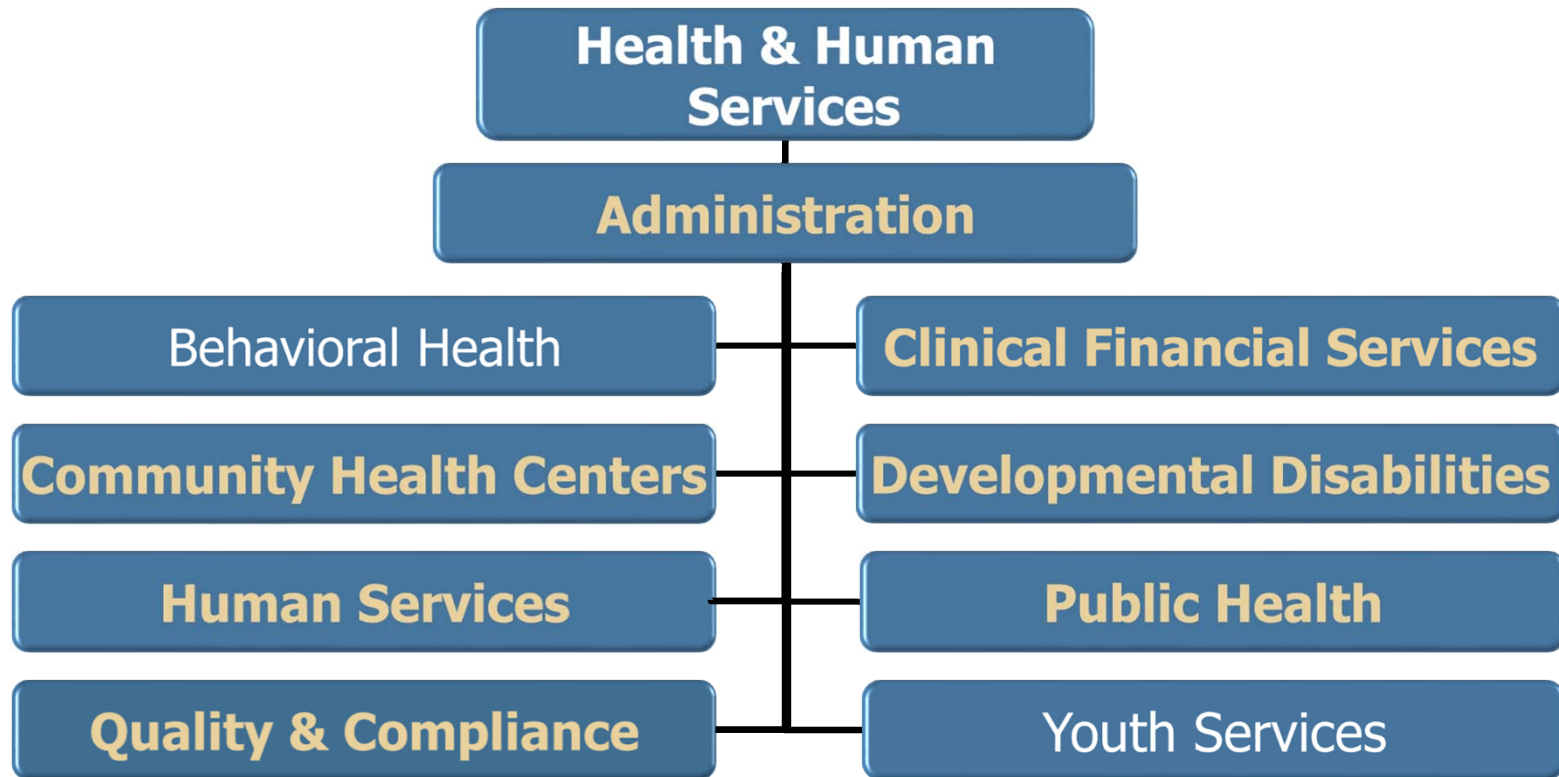 Health & Human
Services
Administration
Behavioral Health
Clinical Financial Services
Community Health Centers
Developmental Disabilities
Human Services
Public Health
Quality & Compliance
Youth Services